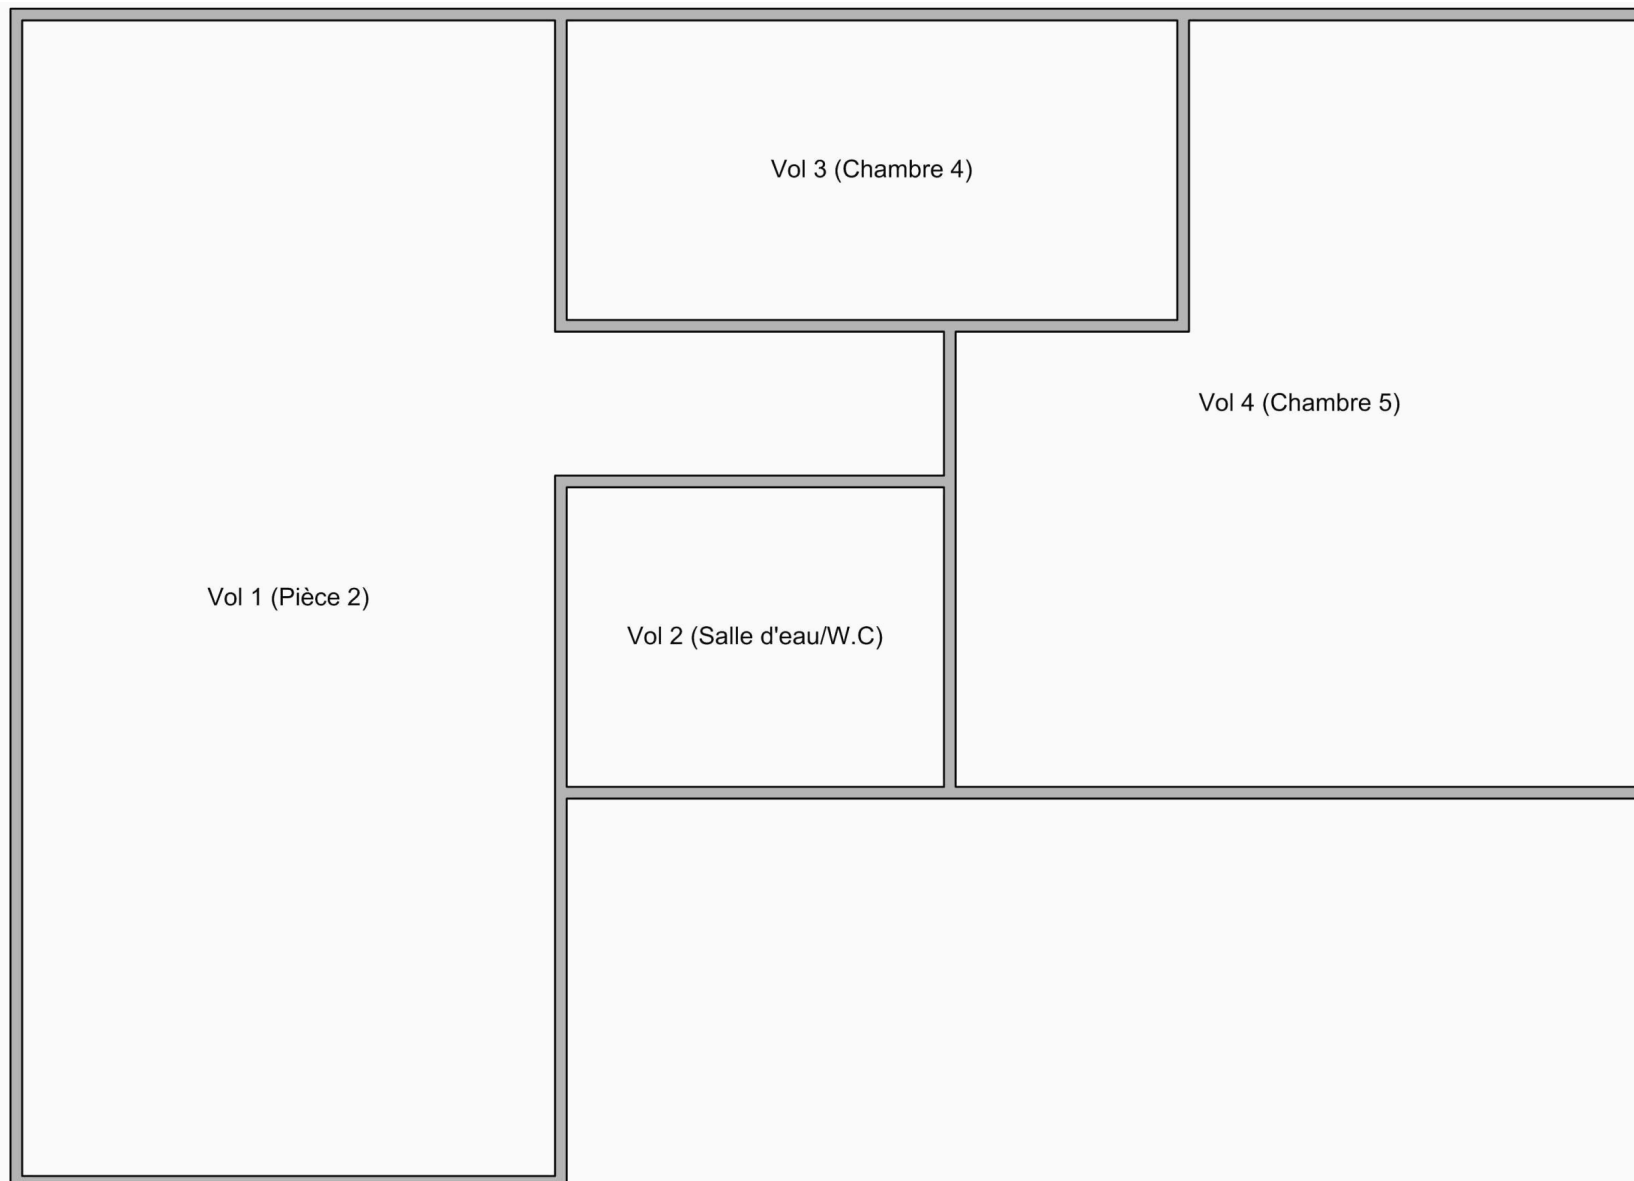 Vol 3 (Chambre 4)
Vol 4 (Chambre 5)
Vol 1 (Pièce 2)
Vol 2 (Salle d'eau/W.C)